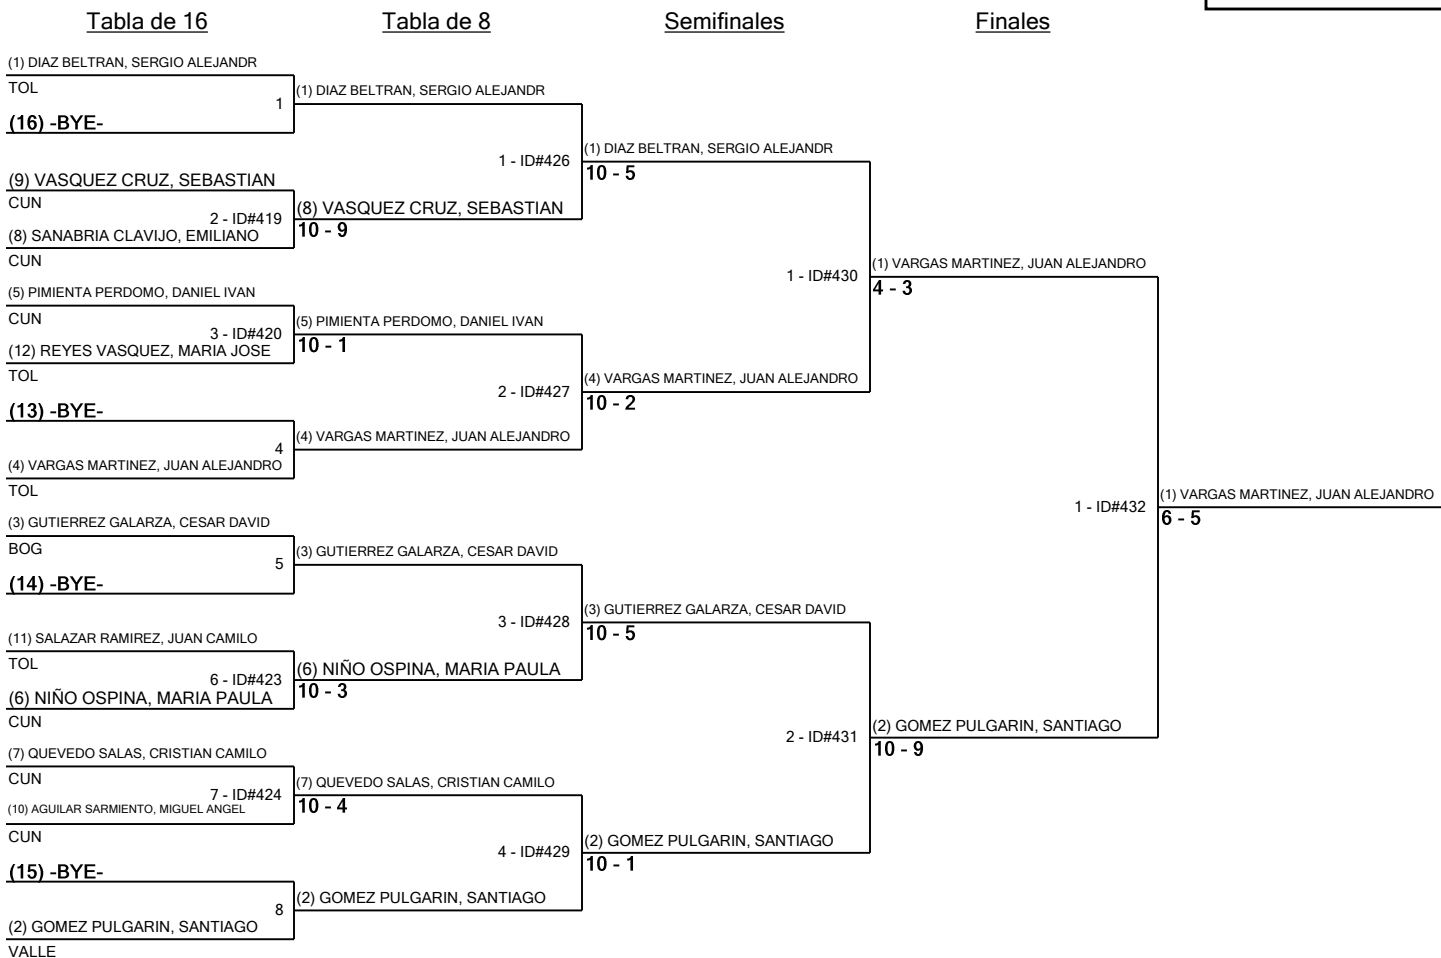 Tabla de 16
Tabla de 8
Semifinales
Finales
(1) DIAZ BELTRAN, SERGIO ALEJANDR
TOL
1
(16) -BYE-
(9) VASQUEZ CRUZ, SEBASTIAN
CUN
2 - ID#419
(8) SANABRIA CLAVIJO, EMILIANO
CUN
(5) PIMIENTA PERDOMO, DANIEL IVAN
CUN
3 - ID#420
(12) REYES VASQUEZ, MARIA JOSE
TOL
(13) -BYE-
4
(4) VARGAS MARTINEZ, JUAN ALEJANDRO
TOL
(3) GUTIERREZ GALARZA, CESAR DAVID
BOG
5
(14) -BYE-
(11) SALAZAR RAMIREZ, JUAN CAMILO
TOL
6 - ID#423
(6) NIÑO OSPINA, MARIA PAULA
CUN
(7) QUEVEDO SALAS, CRISTIAN CAMILO
CUN
7 - ID#424
(10) AGUILAR SARMIENTO, MIGUEL ANGEL
CUN
(15) -BYE-
8
(2) GOMEZ PULGARIN, SANTIAGO
VALLE
(1) DIAZ BELTRAN, SERGIO ALEJANDR
1 - ID#426
(8) VASQUEZ CRUZ, SEBASTIAN
10 - 9
(5) PIMIENTA PERDOMO, DANIEL IVAN
10 - 1
2 - ID#427
(4) VARGAS MARTINEZ, JUAN ALEJANDRO
(3) GUTIERREZ GALARZA, CESAR DAVID
3 - ID#428
(6) NIÑO OSPINA, MARIA PAULA
10 - 3
(7) QUEVEDO SALAS, CRISTIAN CAMILO
10 - 4
4 - ID#429
(2) GOMEZ PULGARIN, SANTIAGO
(1) DIAZ BELTRAN, SERGIO ALEJANDR
10 - 5
1 - ID#430
(4) VARGAS MARTINEZ, JUAN ALEJANDRO
10 - 2
(3) GUTIERREZ GALARZA, CESAR DAVID
10 - 5
2 - ID#431
(2) GOMEZ PULGARIN, SANTIAGO
10 - 1
(1) VARGAS MARTINEZ, JUAN ALEJANDRO
4 - 3
1 - ID#432
(2) GOMEZ PULGARIN, SANTIAGO
10 - 9
(1) VARGAS MARTINEZ, JUAN ALEJANDRO
6 - 5